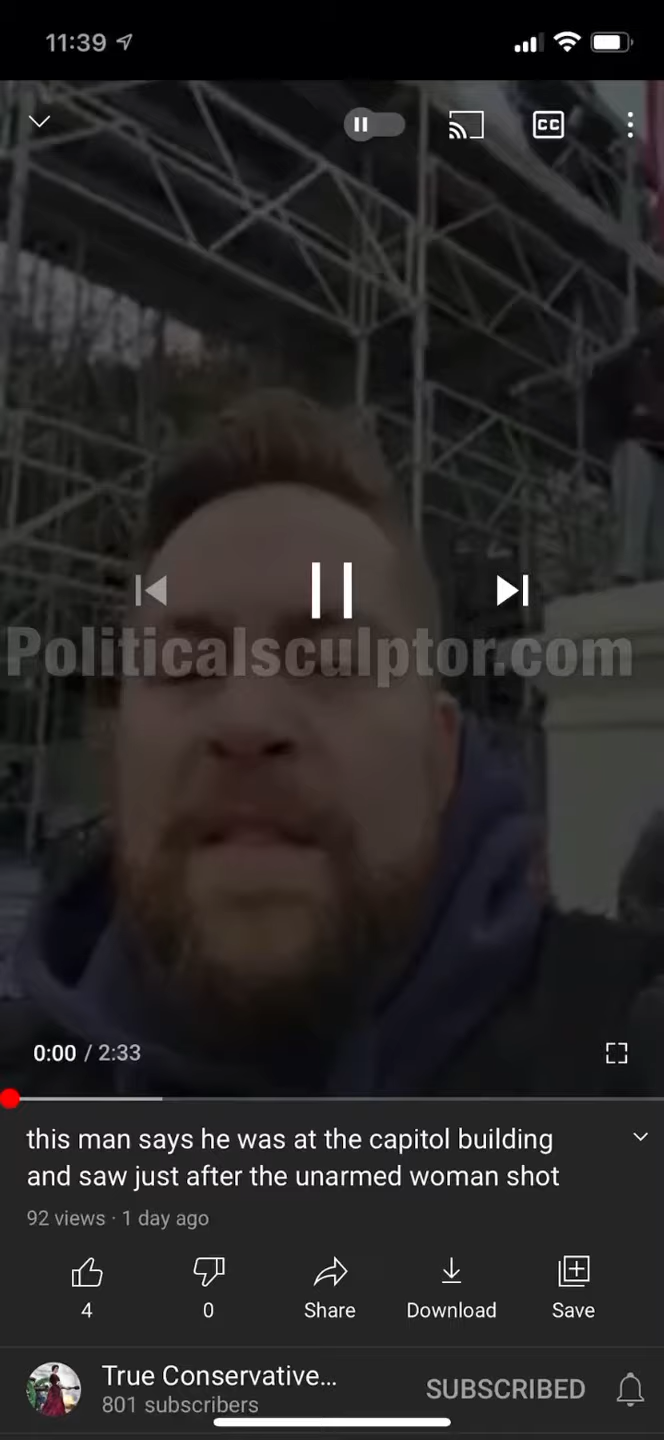 11:39
CC
Politicalsculptor.com
0:00 / 2:33
this man says he was at the capitol building
and saw just after the unarmed woman shot
92 views · 1 day ago
4
0
Share
Download
Save
True Conservative...
801 subscribers
SUBSCRIBED